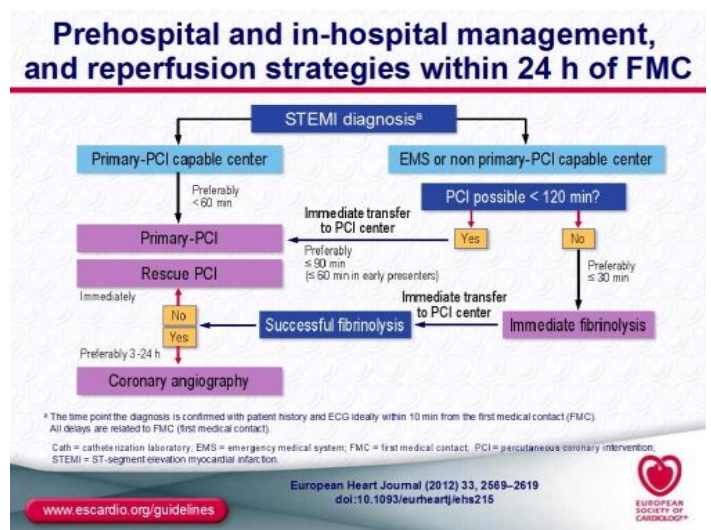 Prehospital and in-hospital management,
and reperfusion strategies within 24 h of FMC
STEMI diagnosisª
Primary-PCI capable center
EMS or non primary-PCI capable center
Preferably
< 60 min
PCI possible < 120 min?
Immediate transfer
to PCI center
Primary-PCI
Yes
No
Preferably
≤ 90 min
(≤ 60 min in early presenters)
Preferably
≤ 30 min
Rescue PCI
Immediately
Immediate transfer
to PCI center
No
Yes
Successful fibrinolysis
Immediate fibrinolysis
Preferably 3-24 h
Coronary angiography
ª The time point the diagnosis is confirmed with patient history and ECG ideally within 10 min from the first medical contact (FMC).
All delays are related to FMC (first medical contact).
Cath = catheterization laboratory; EMS = emergency medical system; FMC = first medical contact; PCI = percutaneous coronary intervention;
STEMI = ST-segment elevation myocardial infarction.
European Heart Journal (2012) 33, 2569–2619
doi:10.1093/eurheartj/ehs215
www.escardio.org/guidelines
EUROPEAN
SOCIETY OF
CARDIOLOGY®